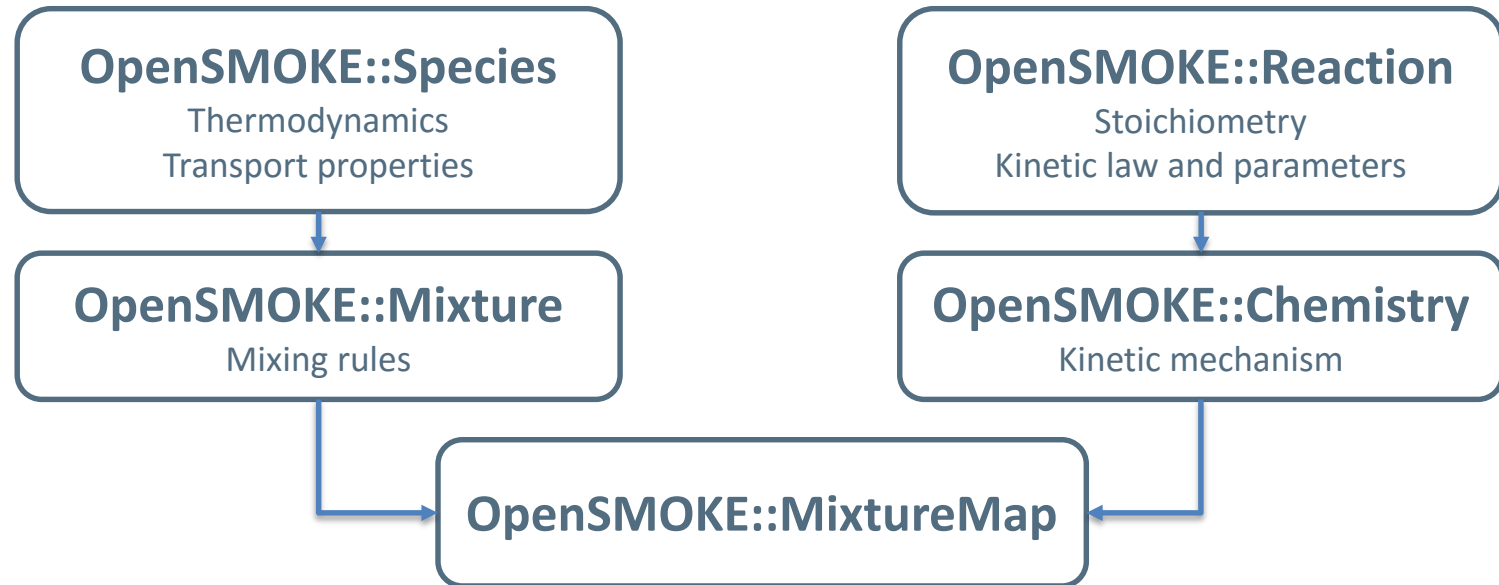 OpenSMOKE::Species
Thermodynamics
Transport properties
OpenSMOKE::Reaction
Stoichiometry
Kinetic law and parameters
OpenSMOKE::Mixture
Mixing rules
OpenSMOKE::Chemistry
Kinetic mechanism
OpenSMOKE::MixtureMap